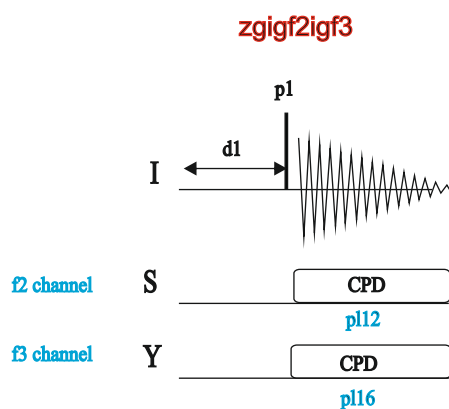 zgigf2igf3
p1
d1
I
f2 channel S CPD
pl12
f3 channel Y CPD
pl16